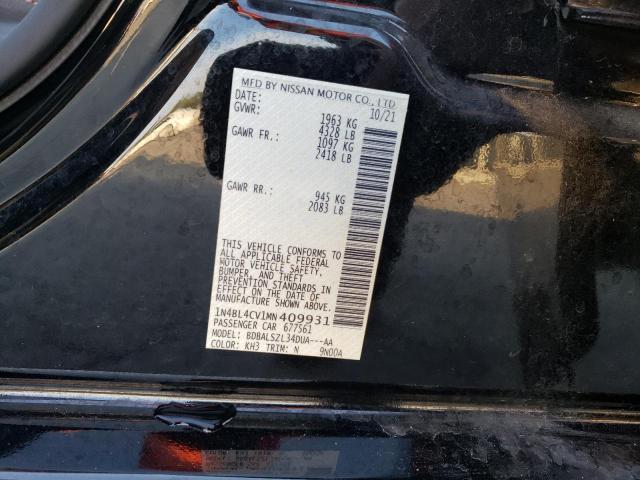 MFD BY NISSAN MOTOR CO., LTD
DATE: 10/21
GVWR: 1963 KG
4328 LB
GAWR FR.: 1097 KG
2418 LB
GAWR RR.: 945 KG
2083 LB
THIS VEHICLE CONFORMS TO
ALL APPLICABLE FEDERAL
MOTOR VEHICLE SAFETY,
BUMPER, AND THEFT
PREVENTION STANDARDS IN
EFFECT ON THE DATE OF
MANUFACTURE SHOWN ABOVE.
1N4BL4CV1MN409931
PASSENGER CAR 677561
MODEL: BDBALSZL34DUA---AA
COLOR: KH3 TRIM: N 9N00A